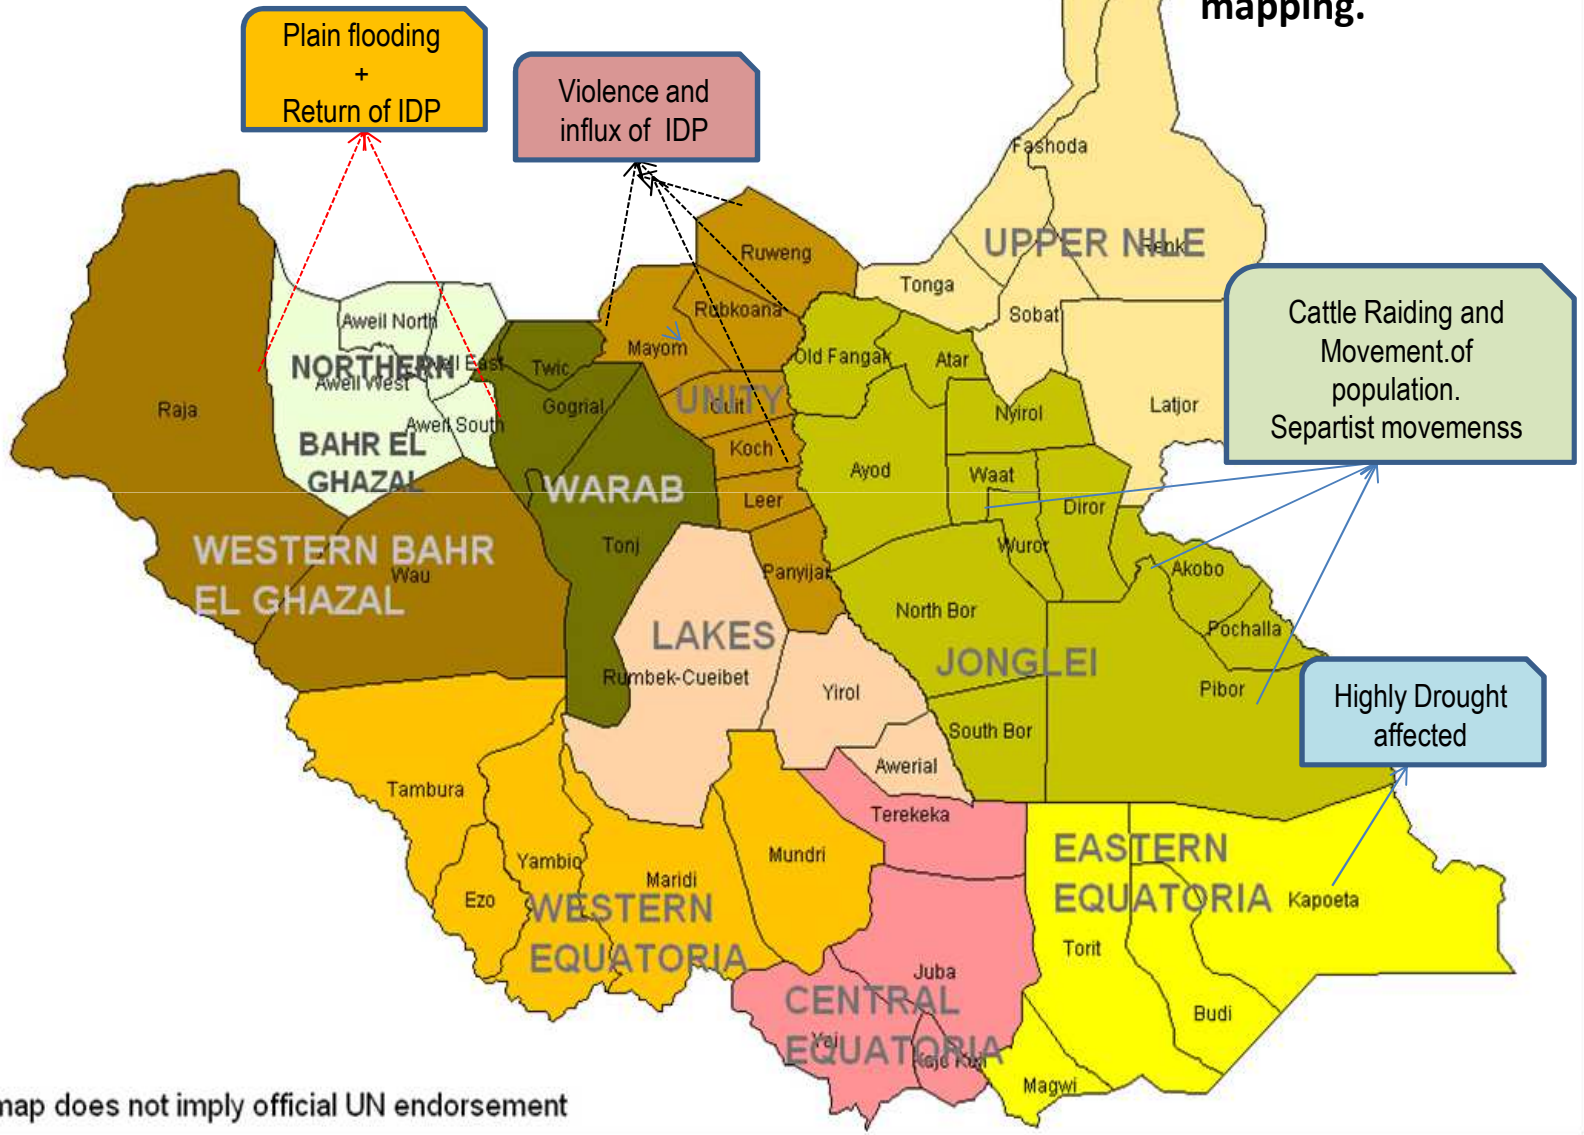 mapping.
Plain flooding
+
Return of IDP
Violence and
influx of  IDP
Fashoda
UPPER NILE
Renk
Ruweng
Tonga
Cattle Raiding and
Movement.of
population.
Separtist movemenss
Rubkoana
Sobat
Aweil North
Mayom
Old Fangak
Atar
NORTHERN
Aweil East
Aweil West
Twic
UNITY
Guit
Raja
Gogrial
Nyirol
Latjor
Aweil South
BAHR EL
GHAZAL
Koch
Ayod
Waat
WARAB
Leer
Diror
WESTERN BAHR
EL GHAZAL
Wau
Tonj
Wuror
Panyijar
Akobo
North Bor
Pochalla
LAKES
JONGLEI
Rumbek-Cueibet
Yirol
Pibor
Highly Drought
affected
South Bor
Awerial
Tambura
Terekeka
EASTERN
EQUATORIA
Mundri
Yambio
Maridi
Ezo
Kapoeta
WESTERN
EQUATORIA
Torit
Juba
CENTRAL
EQUATORIA
Budi
Yei
Kajo Keji
Magwi
map does not imply official UN endorsement